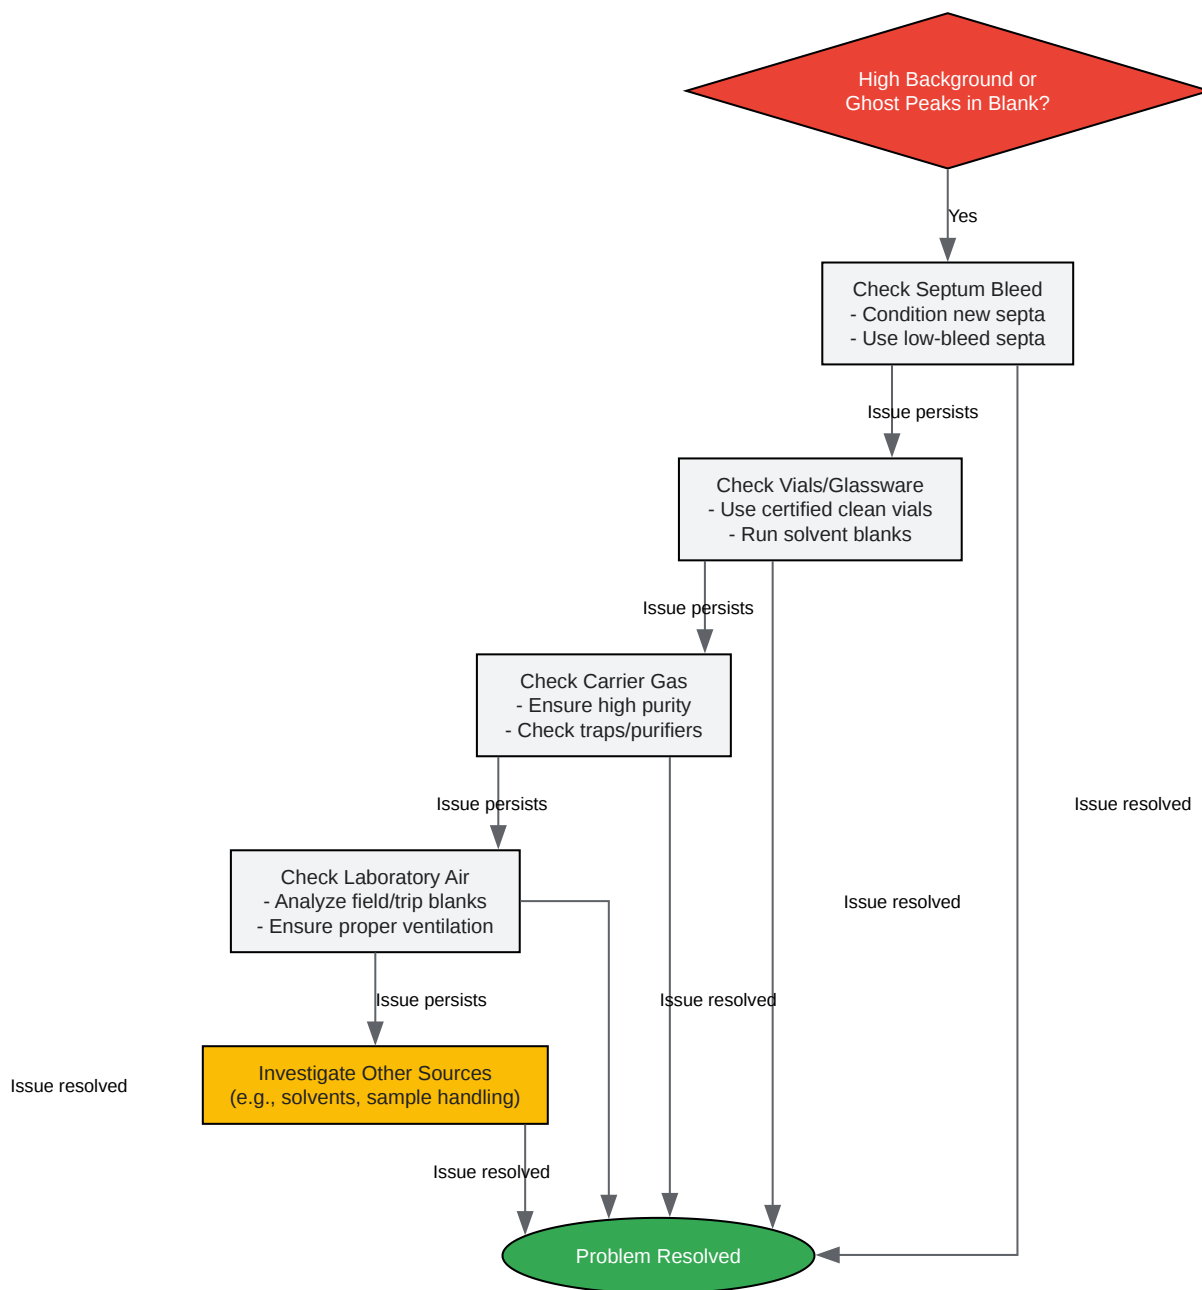 High Background or
Ghost Peaks in Blank?
Yes
Check Septum Bleed
- Condition new septa
- Use low-bleed septa
Issue persists
Check Vials/Glassware
- Use certified clean vials
- Run solvent blanks
Issue persists
Check Carrier Gas
- Ensure high purity
- Check traps/purifiers
Issue persists
Issue resolved
Check Laboratory Air
- Analyze field/trip blanks
- Ensure proper ventilation
Issue resolved
Issue persists
Issue resolved
Investigate Other Sources
(e.g., solvents, sample handling)
Issue resolved
Issue resolved
Problem Resolved